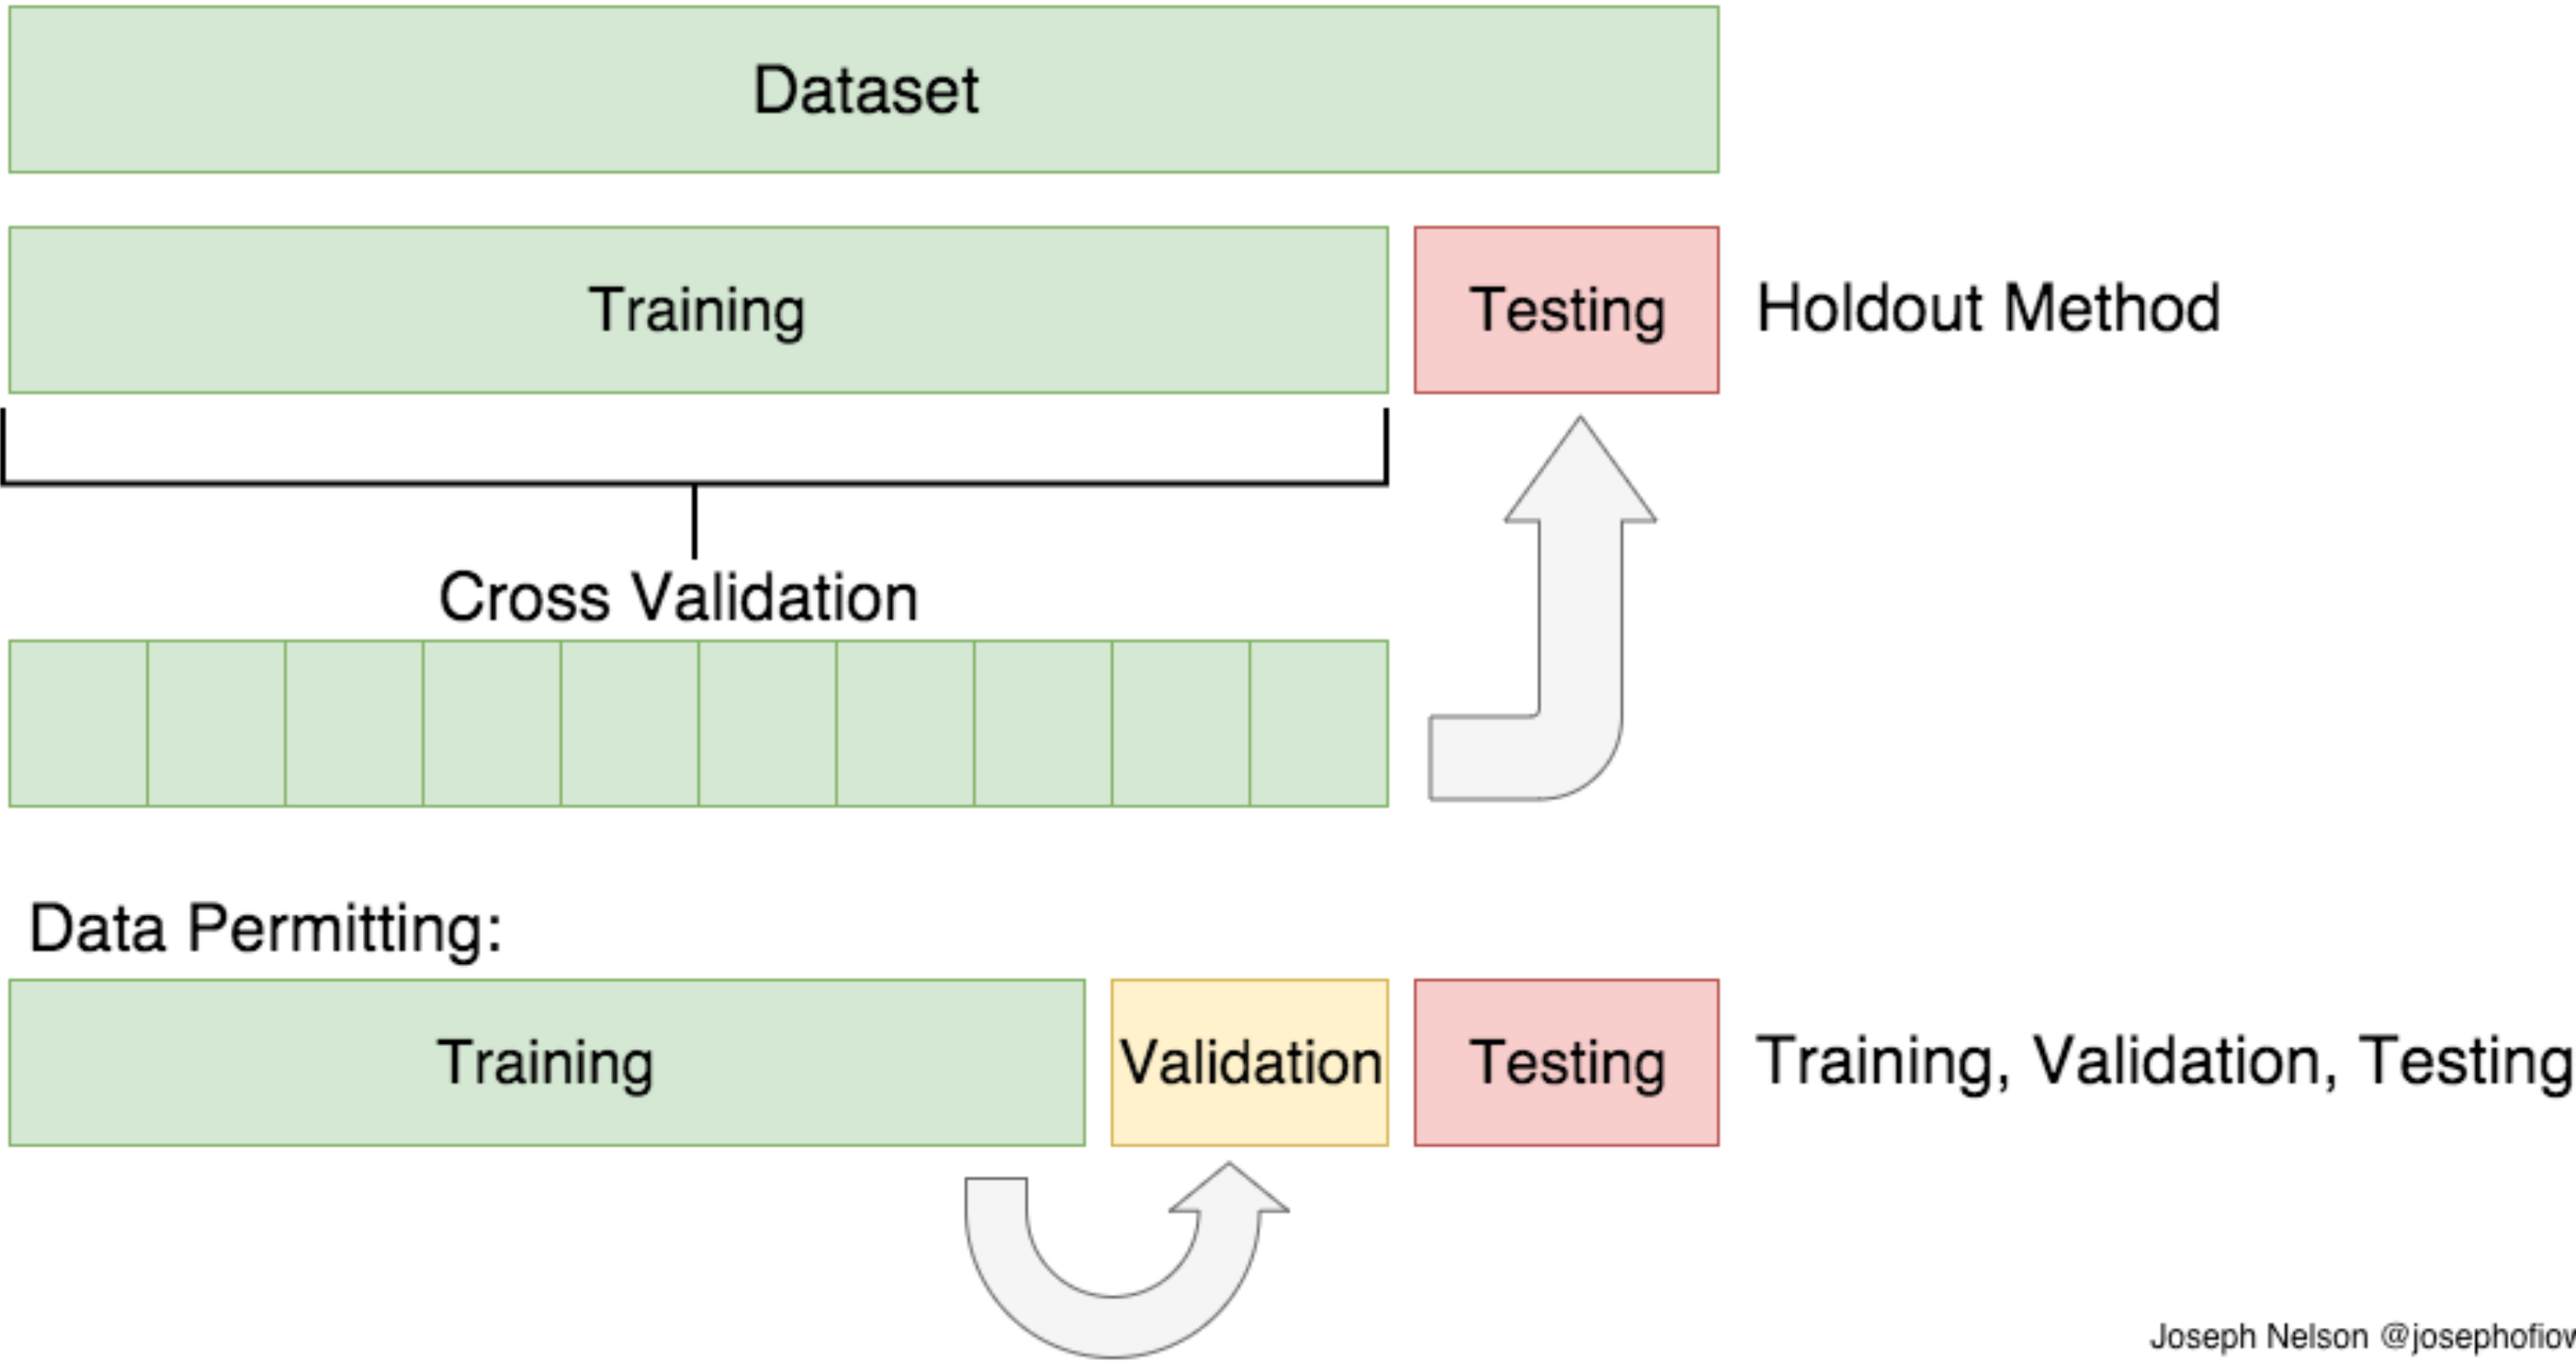 Dataset
Training
Testing
Holdout Method
Cross Validation
Data Permitting:
Training
Validation
Testing
Training, Validation, Testing
Joseph Nelson